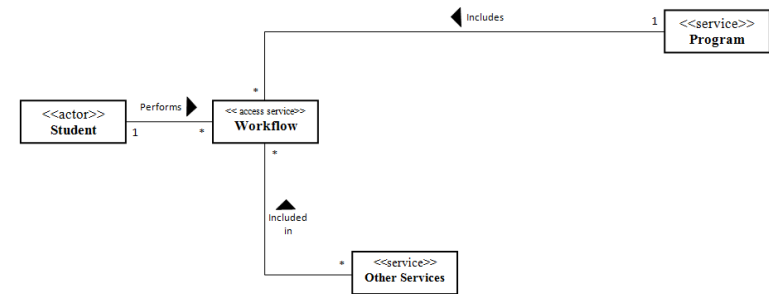 Includes
1
<<service>>
Program
*
Performs
<<actor>>
Student
1
*
<< access service>>
Workflow
*
Included
in
*
<<service>>
Other Services